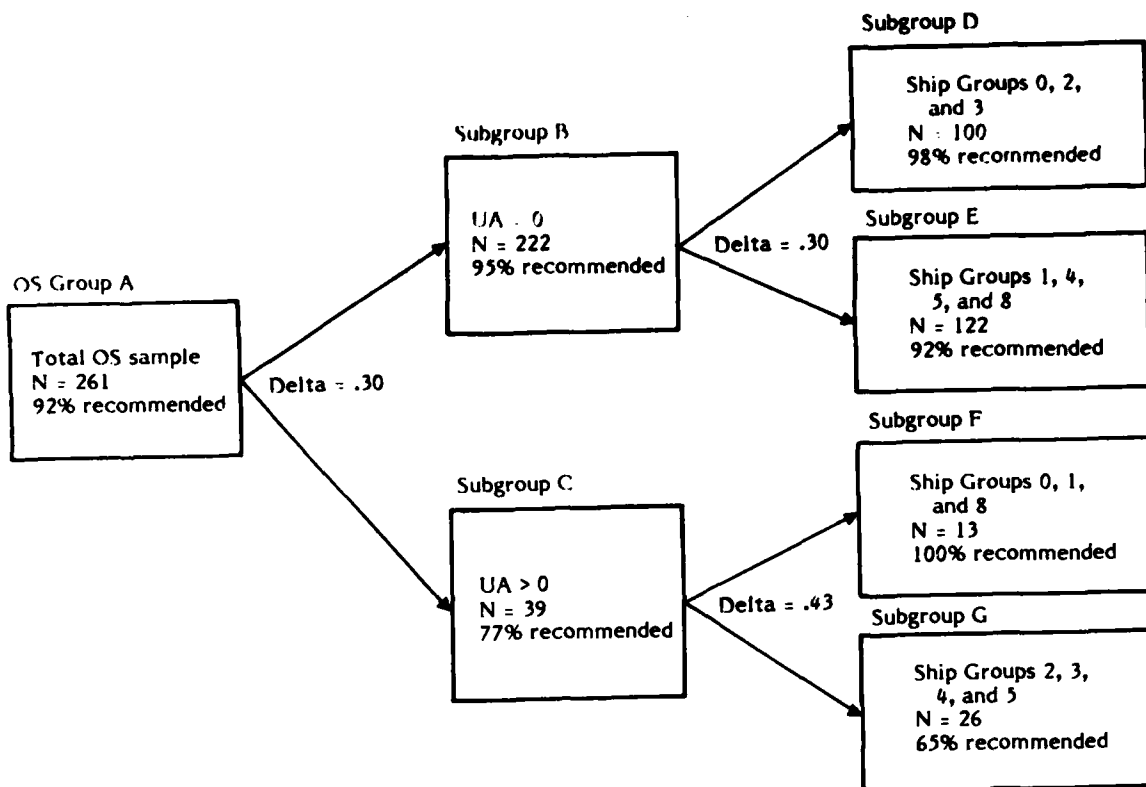 OS Group A
Total OS sample
N = 261
92% recommended
Delta = .30
Subgroup B
UA = 0
N = 222
95% recommended
Subgroup C
UA > 0
N = 39
77% recommended
Delta = .30
Delta = .43
Subgroup D
Ship Groups 0, 2,
and 3
N = 100
98% recommended
Subgroup E
Ship Groups 1, 4,
5, and 8
N = 122
92% recommended
Subgroup F
Ship Groups 0, 1,
and 8
N = 13
100% recommended
Subgroup G
Ship Groups 2, 3,
4, and 5
N = 26
65% recommended